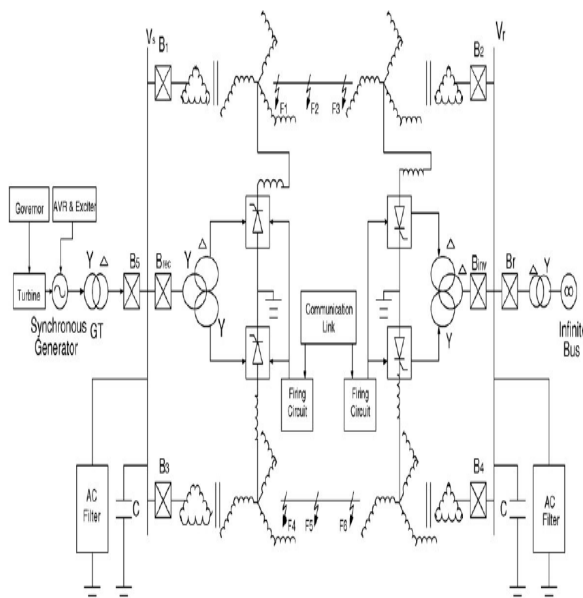 Vs
B1
B2
Vr
F1
F2
F3
Governor
AVR & Exciter
Turbine
Synchronous
Generator
Y
Δ
GT
B5
Brec
Y
Δ
Y
Communication
Link
Firing
Circuit
Firing
Circuit
Δ
Δ
Y
Binv
Br
Δ
Y
Infinite
Bus
B3
B4
F4
F5
F6
AC
Filter
C
C
AC
Filter